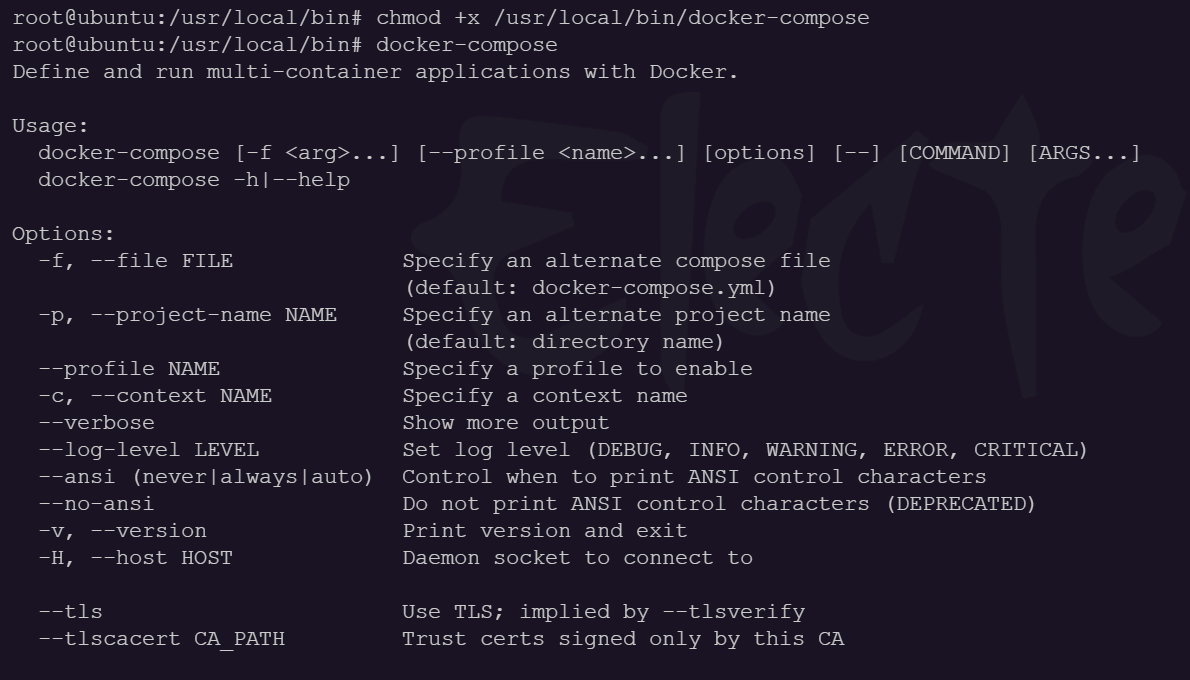 root@ubuntu:/usr/local/bin# chmod +x /usr/local/bin/docker-compose
root@ubuntu:/usr/local/bin# docker-compose
Define and run multi-container applications with Docker.
Usage:
docker-compose [-f <arg>...] [--profile <name>...] [options] [--] [COMMAND] [ARGS...]
docker-compose -h|--help
Options:
-f, --file FILE Specify an alternate compose file
(default: docker-compose.yml)
-p, --project-name NAME Specify an alternate project name
(default: directory name)
--profile NAME Specify a profile to enable
-c, --context NAME Specify a context name
--verbose Show more output
--log-level LEVEL Set log level (DEBUG, INFO, WARNING, ERROR, CRITICAL)
--ansi (never|always|auto) Control when to print ANSI control characters
--no-ansi Do not print ANSI control characters (DEPRECATED)
-v, --version Print version and exit
-H, --host HOST Daemon socket to connect to
--tls Use TLS; implied by --tlsverify
--tlscacert CA_PATH Trust certs signed only by this CA